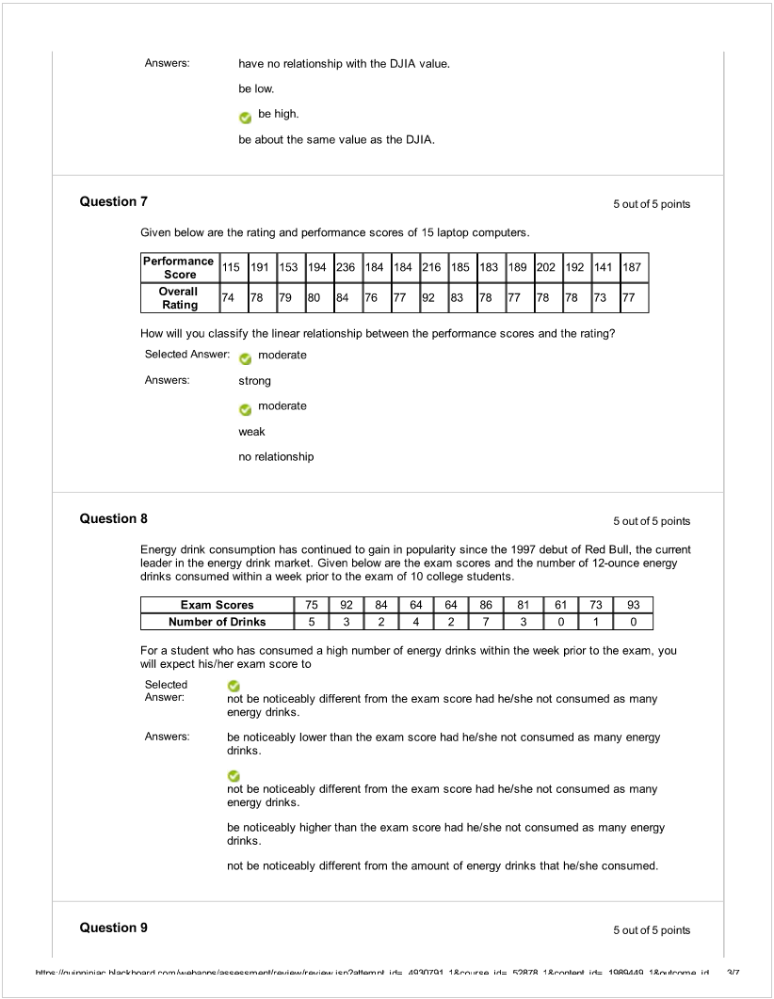 Answers: have no relationship with the DJIA value.
be low.
be high.
be about the same value as the DJIA.
Question 7 5 out of 5 points
Given below are the rating and performance scores of 15 laptop computers.
Performance Score 115 191 153 194 236 184 184 216 185 183 189 202 192 141 187
Overall Rating 74 78 79 80 84 76 77 92 83 78 77 78 78 73 77
How will you classify the linear relationship between the performance scores and the rating?
Selected Answer: moderate
Answers: strong
moderate
weak
no relationship
Question 8 5 out of 5 points
Energy drink consumption has continued to gain in popularity since the 1997 debut of Red Bull, the current
leader in the energy drink market. Given below are the exam scores and the number of 12-ounce energy
drinks consumed within a week prior to the exam of 10 college students.
Exam Scores 75 92 84 64 64 86 81 61 73 93
Number of Drinks 5 3 2 4 2 7 3 0 1 0
For a student who has consumed a high number of energy drinks within the week prior to the exam, you
will expect his/her exam score to
Selected
Answer:
not be noticeably different from the exam score had he/she not consumed as many
energy drinks.
Answers: be noticeably lower than the exam score had he/she not consumed as many energy
drinks.
not be noticeably different from the exam score had he/she not consumed as many
energy drinks.
be noticeably higher than the exam score had he/she not consumed as many energy
drinks.
not be noticeably different from the amount of energy drinks that he/she consumed.
Question 9 5 out of 5 points
https://quinnipiac.blackboard.com/webapps/assessment/review/review.jsp?attempt_id=_4930791_1&course_id=_52878_1&content_id=_1989449_1&outcome_id… 3/7